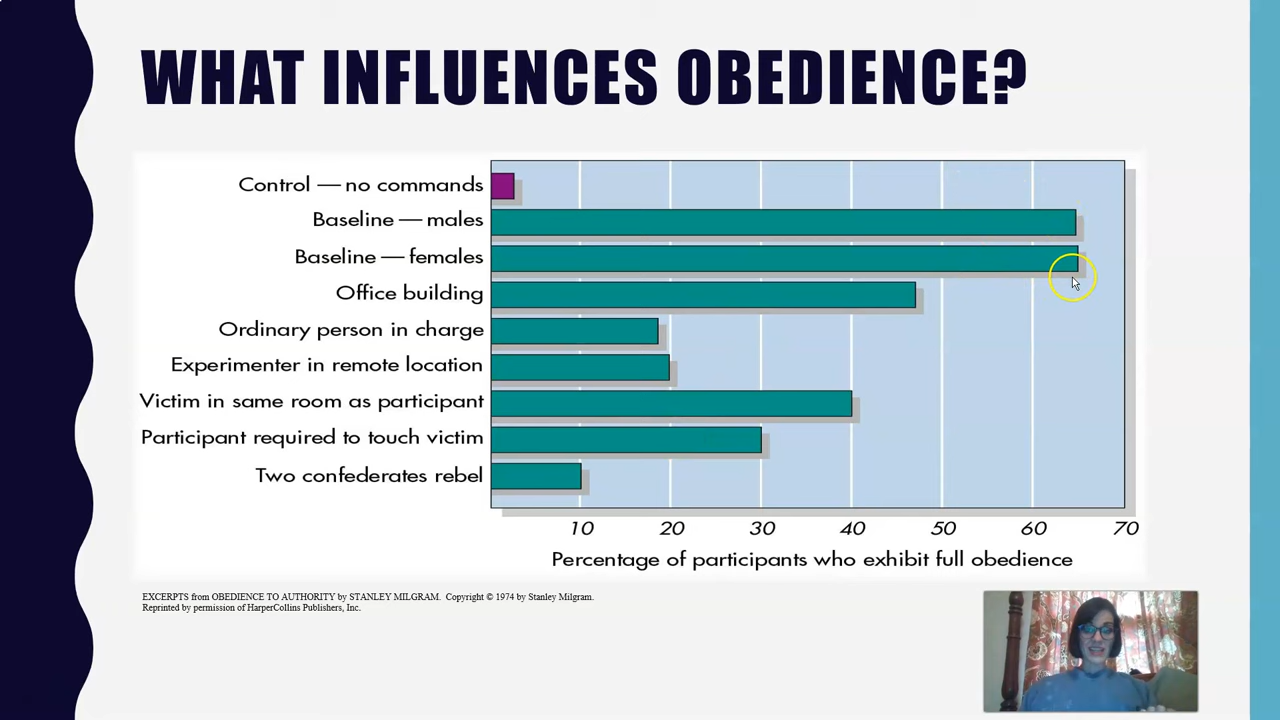 WHAT INFLUENCES OBEDIENCE?
Control — no commands
Baseline — males
Baseline — females
Office building
Ordinary person in charge
Experimenter in remote location
Victim in same room as participant
Participant required to touch victim
Two confederates rebel
10 20 30 40 50 60 70
Percentage of participants who exhibit full obedience
EXCERPTS from OBEDIENCE TO AUTHORITY by STANLEY MILGRAM. Copyright © 1974 by Stanley Milgram.
Reprinted by permission of HarperCollins Publishers, Inc.